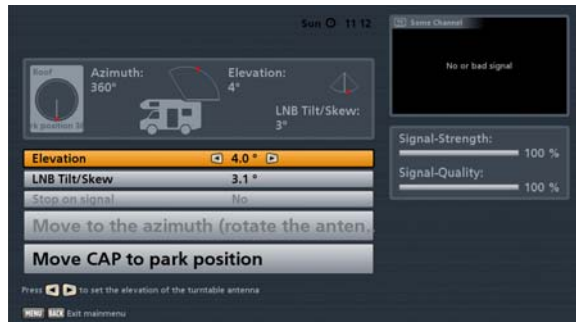 Sun 11 12
Some Channel
No or bad signal
Roof
Azimuth:
360°
Elevation:
4°
LNB Tilt/Skew:
3°
rk position
Signal-Strength:
100 %
Signal-Quality:
100 %
Elevation 4.0 °
LNB Tilt/Skew 3.1 °
Stop on signal No
Move to the azimuth (rotate the anten..
Move CAP to park position
Press to set the elevation of the turntable antenna
MENU BACK Exit mainmenu